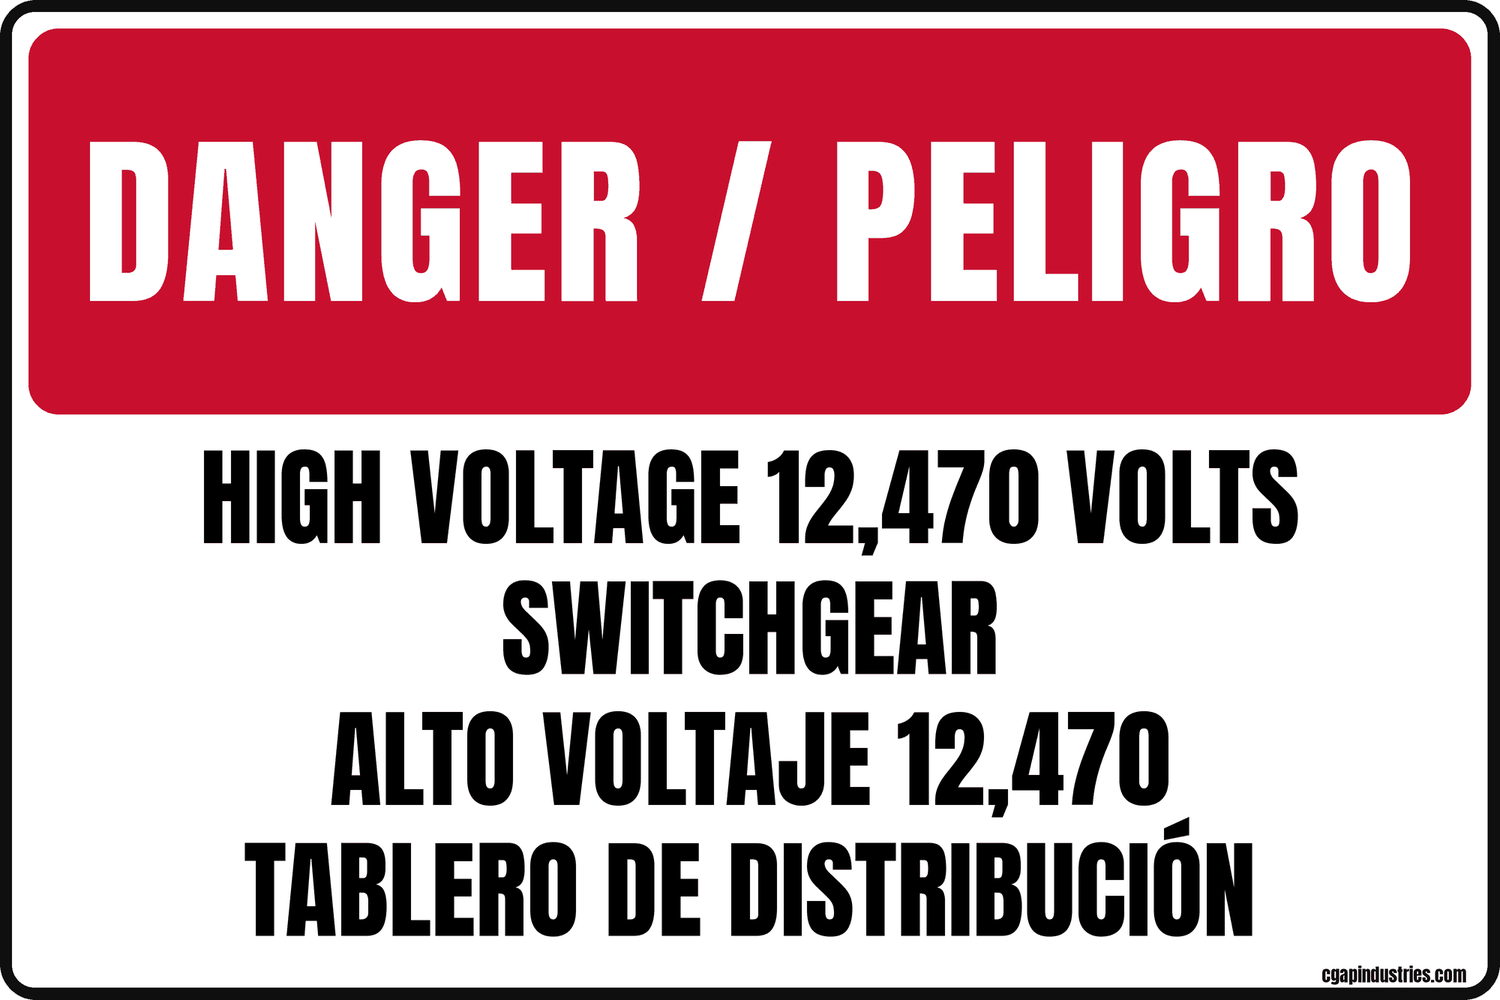 DANGER / PELIGRO
HIGH VOLTAGE 12,470 VOLTS
SWITCHGEAR
ALTO VOLTAJE 12,470
TABLERO DE DISTRIBUCIÓN
cgapindustries.com